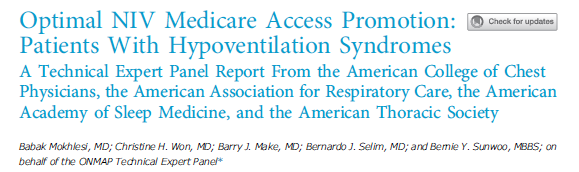 Optimal NIV Medicare Access Promotion:
Check for updates
Patients With Hypoventilation Syndromes
A Technical Expert Panel Report From the American College of Chest
Physicians, the American Association for Respiratory Care, the American
Academy of Sleep Medicine, and the American Thoracic Society
Babak Mokhlesi, MD; Christine H. Won, MD; Barry J. Make, MD; Bernardo J. Selim, MD; and Bernie Y. Sunwoo, MBBS; on
behalf of the ONMAP Technical Expert Panel*